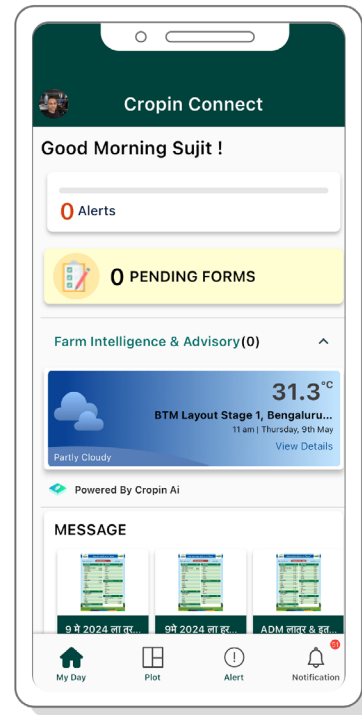 Cropin Connect
Good Morning Sujit !
0 Alerts
0 PENDING FORMS
Farm Intelligence & Advisory(0)
31.3°C
BTM Layout Stage 1, Bengaluru...
11 am | Thursday, 9th May
View Details
Partly Cloudy
Powered By Cropin Ai
MESSAGE
9 मे 2024 ला तुर...
9मे 2024 ला हर...
ADM लातूर & इत...
51
My Day
Plot
Alert
Notification